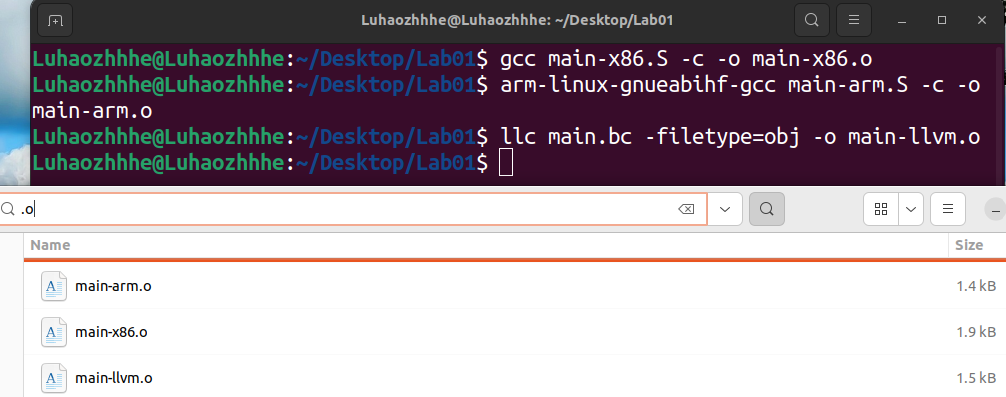 Luhaozhhhe@Luhaozhhhe: ~/Desktop/Lab01
Luhaozhhhe@Luhaozhhhe:~/Desktop/Lab01$ gcc main-x86.S -c -o main-x86.o
Luhaozhhhe@Luhaozhhhe:~/Desktop/Lab01$ arm-linux-gnueabihf-gcc main-arm.S -c -o
main-arm.o
Luhaozhhhe@Luhaozhhhe:~/Desktop/Lab01$ llc main.bc -filetype=obj -o main-llvm.o
Luhaozhhhe@Luhaozhhhe:~/Desktop/Lab01$
.o
Name Size
main-arm.o 1.4 kB
main-x86.o 1.9 kB
main-llvm.o 1.5 kB